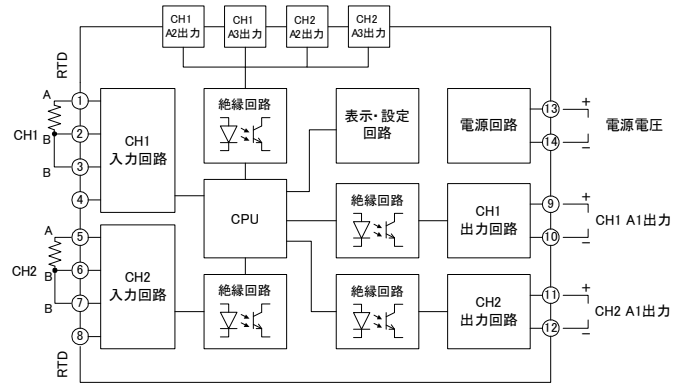 CH1
A2出力
CH1
A3出力
CH2
A2出力
CH2
A3出力
RTD
A
B
B
CH1
1
2
3
4
CH1
入力回路
絶縁回路
表示・設定
回路
電源回路
13
14
+
−
電源電圧
CPU
絶縁回路
CH1
出力回路
9
10
+
−
CH1 A1出力
A
B
B
CH2
5
6
7
8
RTD
CH2
入力回路
絶縁回路
絶縁回路
CH2
出力回路
11
12
+
−
CH2 A1出力